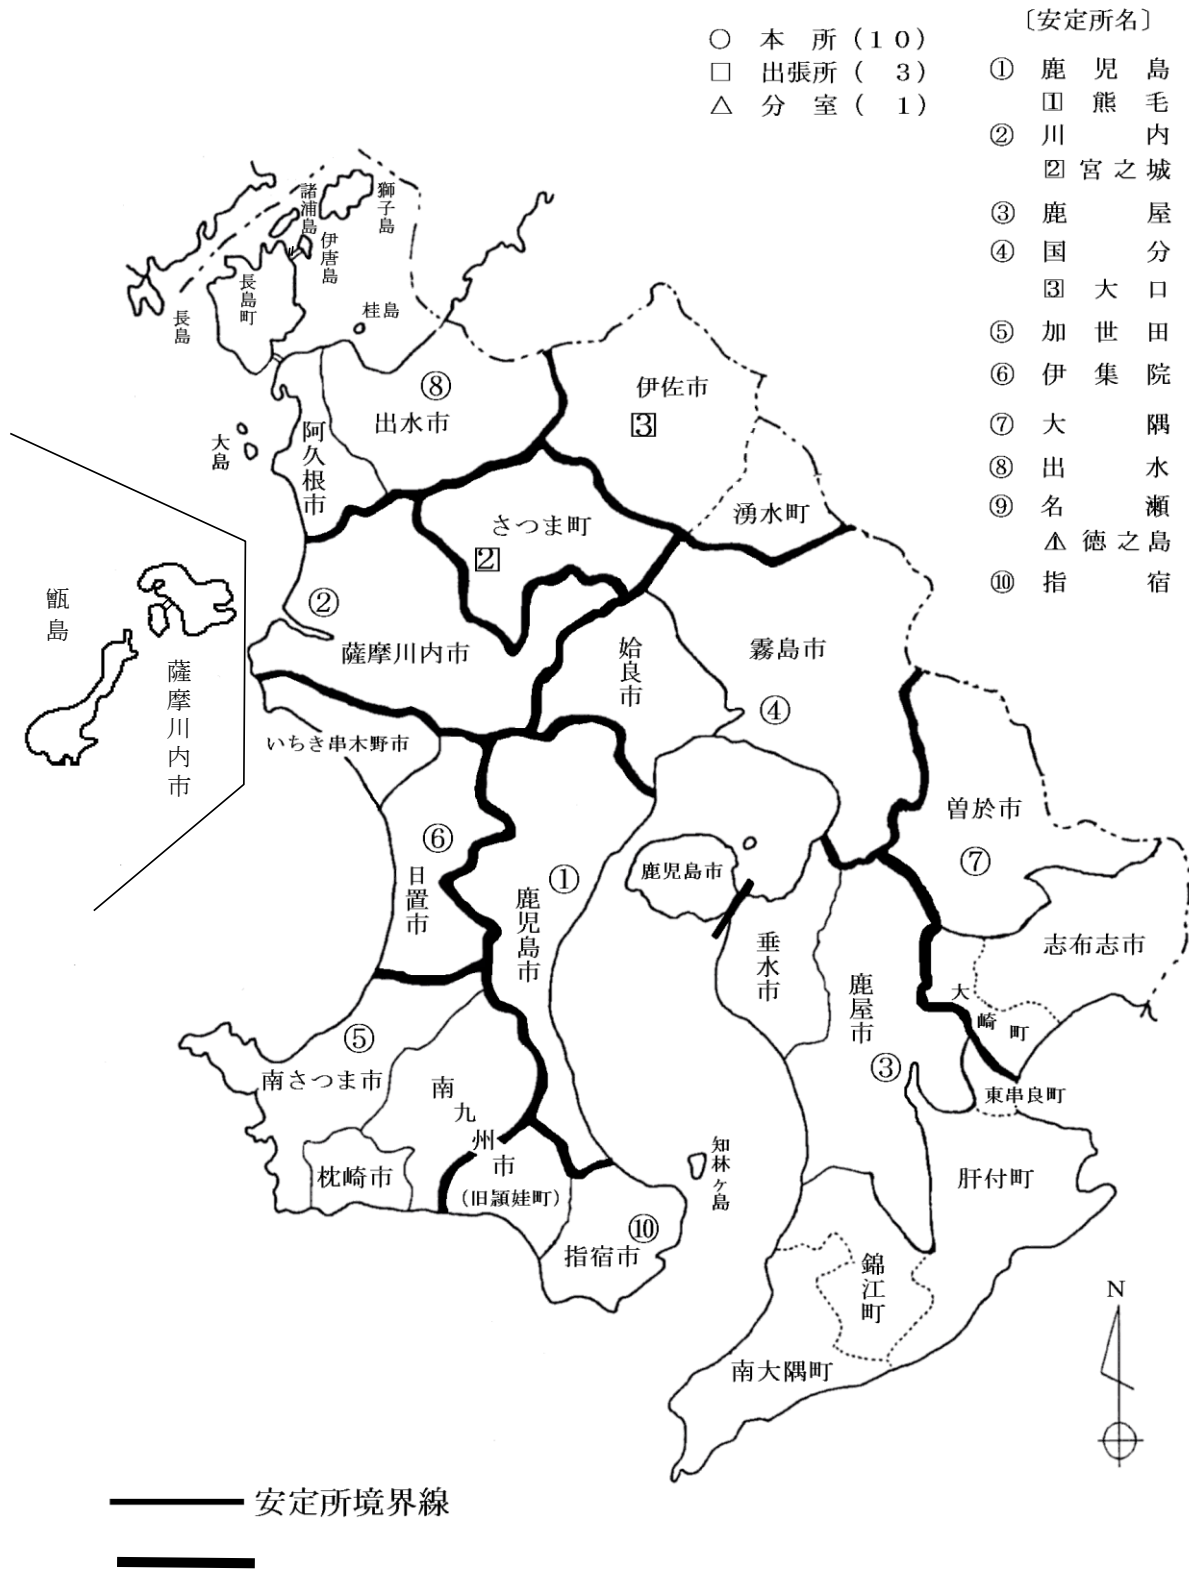 〔安定所名〕
○ 本 所（１０）
□ 出張所（ ３）
△ 分 室（ １）
① 鹿児島
1 熊毛
② 川内
2 宮之城
③ 鹿屋
④ 国分
3 大口
⑤ 加世田
⑥ 伊集院
⑦ 大隅
⑧ 出水
⑨ 名瀬
1 徳之島
⑩ 指宿
獅子島
諸浦島
伊唐島
長島町
長島
桂島
⑧
出水市
阿久根市
大島
伊佐市
3
湧水町
さつま町
2
②
薩摩川内市
甑島
薩摩川内市
姶良市
霧島市
④
いちき串木野市
⑥
日置市
①
鹿児島市
鹿児島市
曽於市
⑦
志布志市
大崎町
垂水市
鹿屋市
③
東串良町
肝付町
⑤
南さつま市
南九州市
（旧頴娃町）
枕崎市
⑩
指宿市
知林ヶ島
錦江町
南大隅町
N
安定所境界線